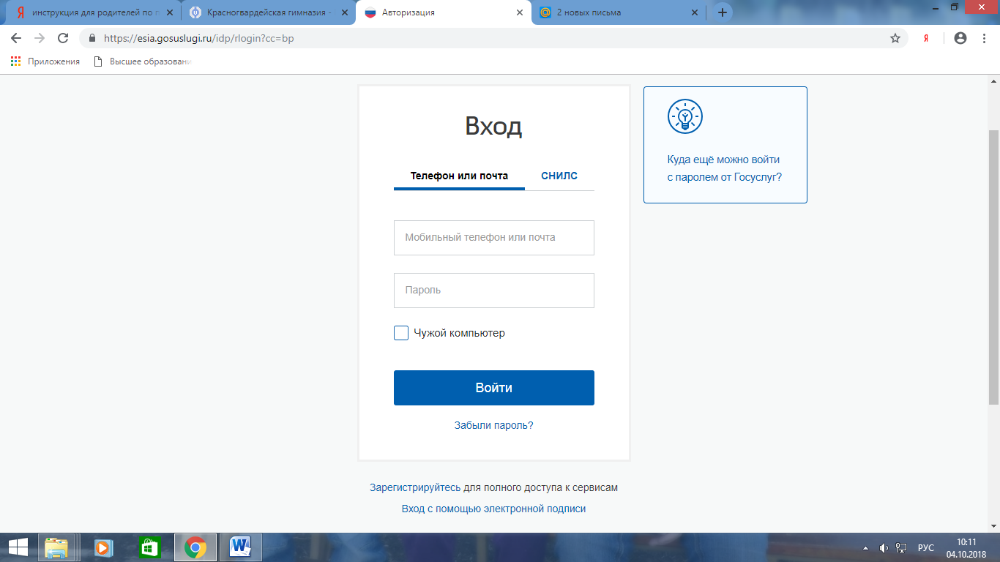 инструкция для родителей по п
Красногвардейская гимназия -
Авторизация
2 новых письма
https://esia.gosuslugi.ru/idp/rlogin?cc=bp
Я
Приложения
Высшее образовани
Вход
Телефон или почта
СНИЛС
Мобильный телефон или почта
Пароль
Чужой компьютер
Войти
Забыли пароль?
Куда ещё можно войти
с паролем от Госуслуг?
Зарегистрируйтесь для полного доступа к сервисам
Вход с помощью электронной подписи
РУС
10:11
04.10.2018